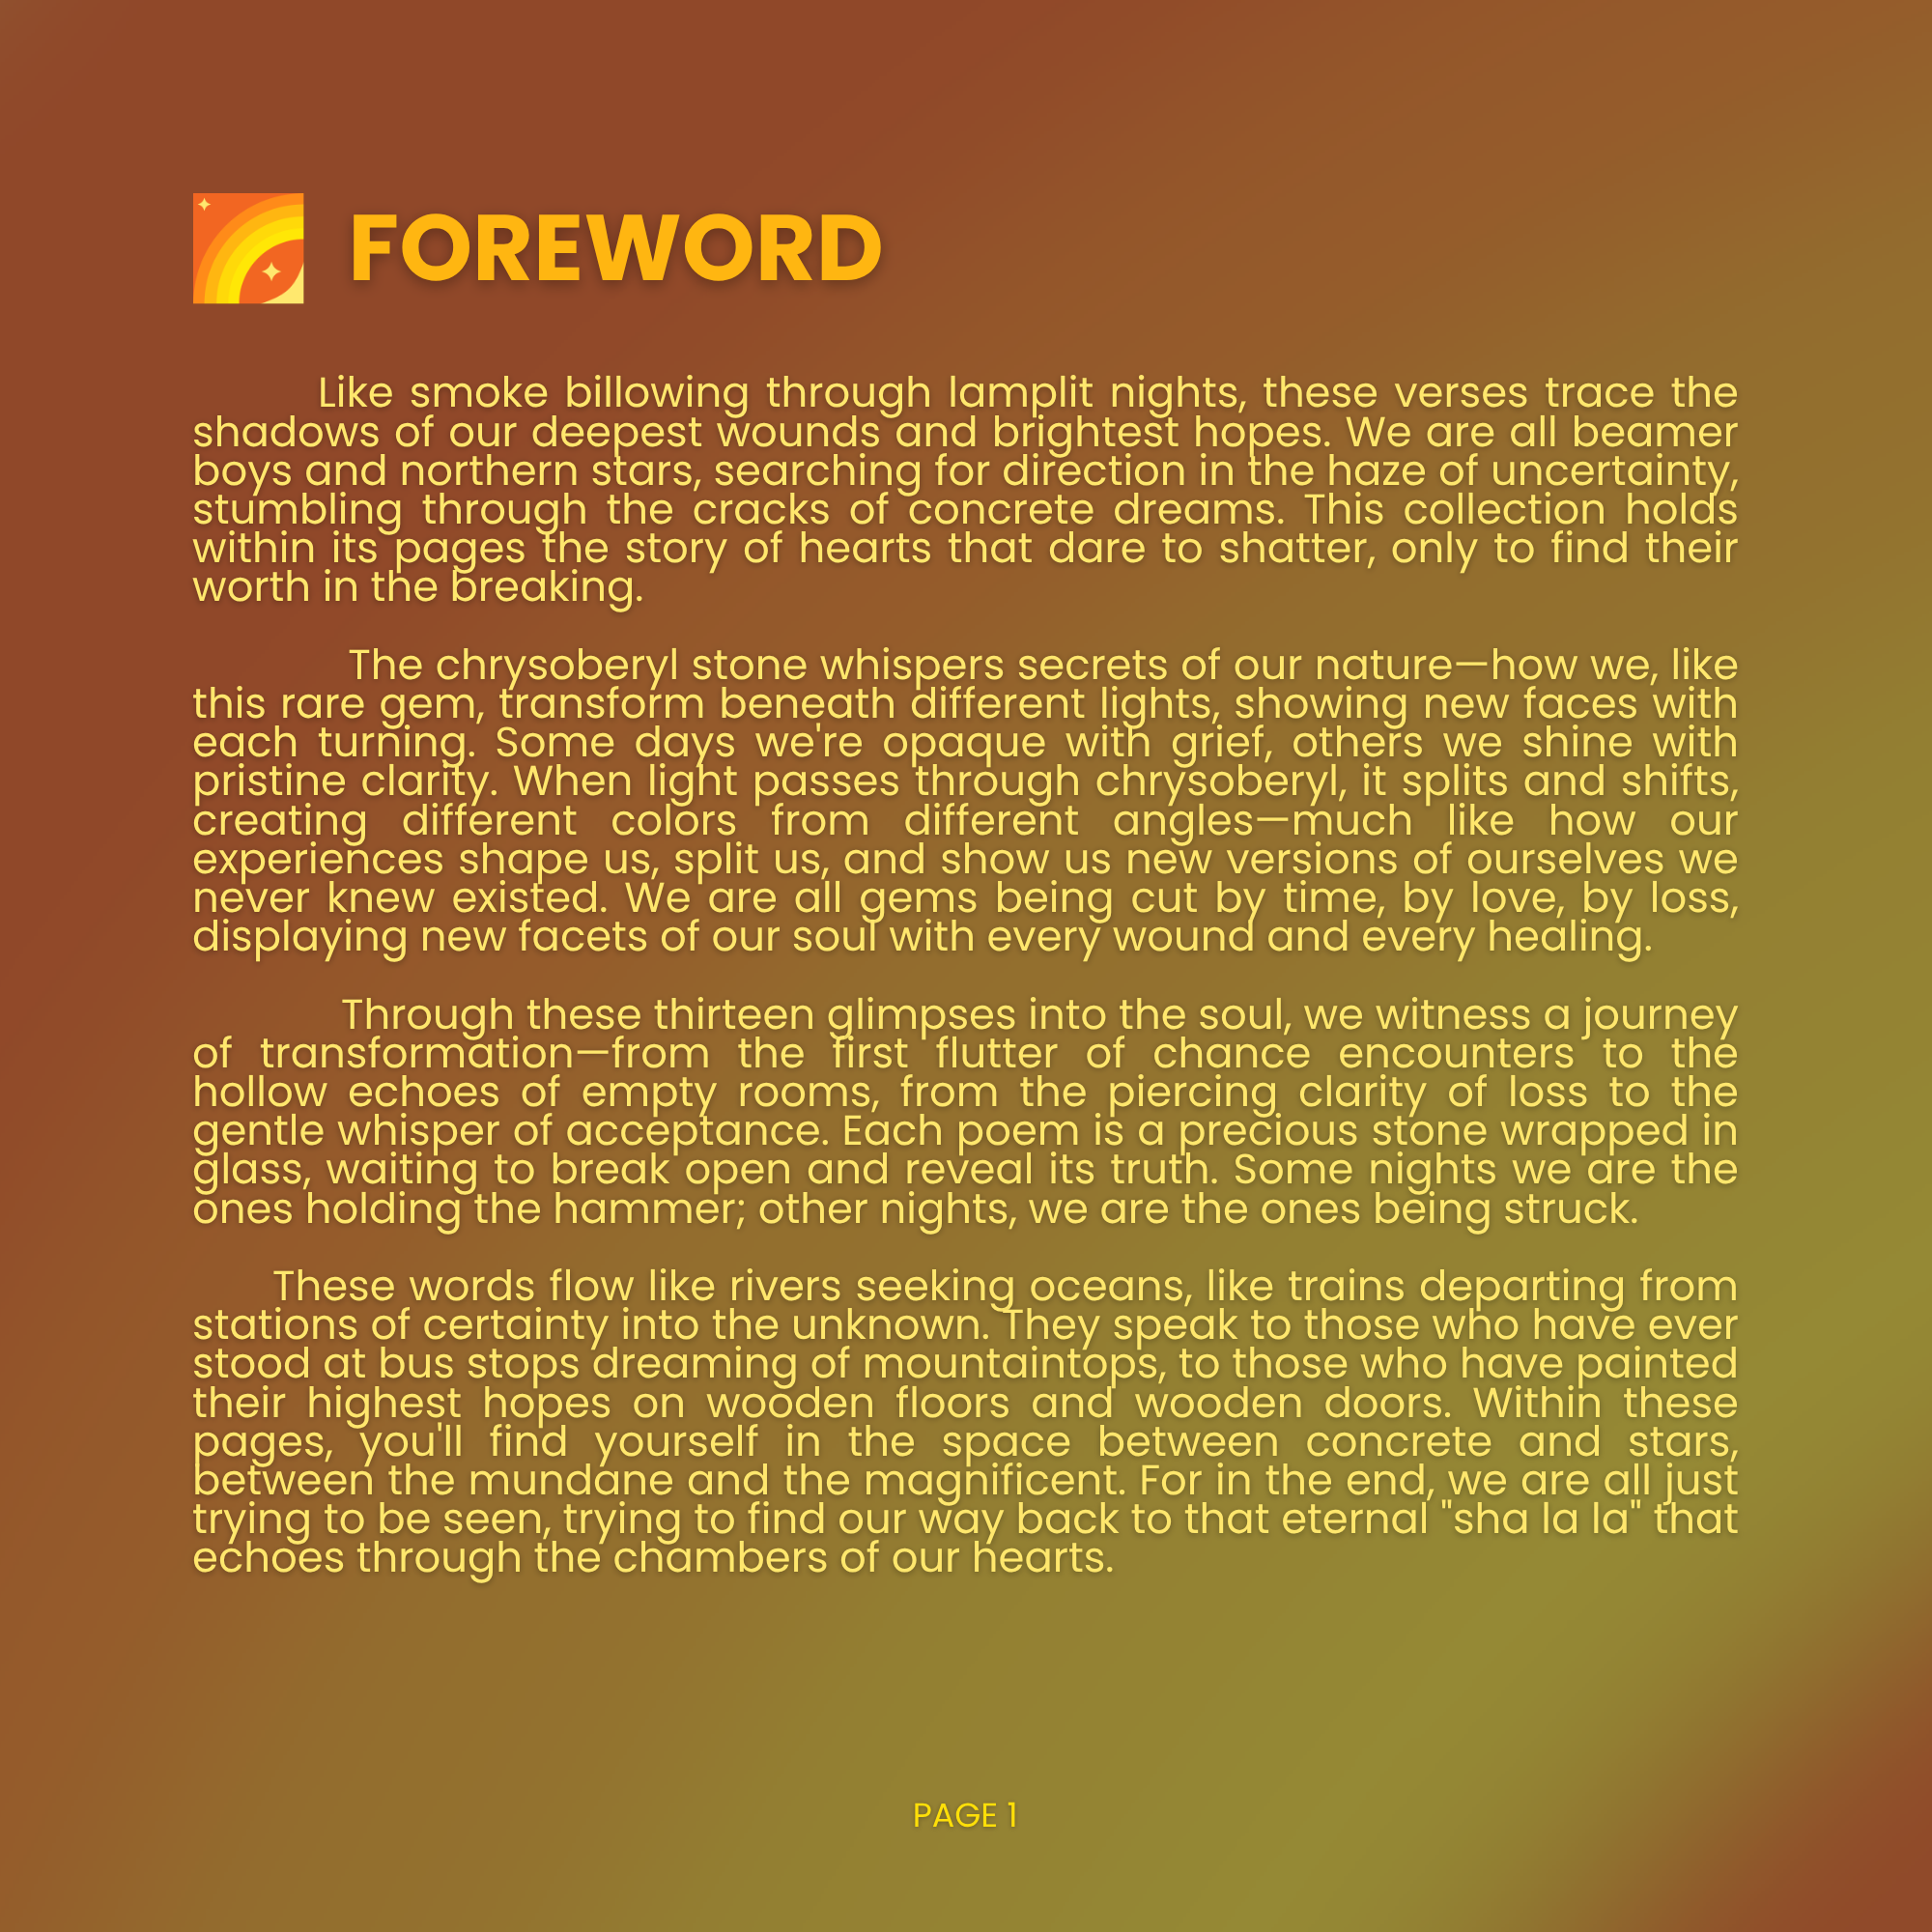 FOREWORD
Like smoke billowing through lamplit nights, these verses trace the
shadows of our deepest wounds and brightest hopes. We are all beamer
boys and northern stars, searching for direction in the haze of uncertainty,
stumbling through the cracks of concrete dreams. This collection holds
within its pages the story of hearts that dare to shatter, only to find their
worth in the breaking.
The chrysoberyl stone whispers secrets of our nature—how we, like
this rare gem, transform beneath different lights, showing new faces with
each turning. Some days we're opaque with grief, others we shine with
pristine clarity. When light passes through chrysoberyl, it splits and shifts,
creating different colors from different angles—much like how our
experiences shape us, split us, and show us new versions of ourselves we
never knew existed. We are all gems being cut by time, by love, by loss,
displaying new facets of our soul with every wound and every healing.
Through these thirteen glimpses into the soul, we witness a journey
of transformation—from the first flutter of chance encounters to the
hollow echoes of empty rooms, from the piercing clarity of loss to the
gentle whisper of acceptance. Each poem is a precious stone wrapped in
glass, waiting to break open and reveal its truth. Some nights we are the
ones holding the hammer; other nights, we are the ones being struck.
These words flow like rivers seeking oceans, like trains departing from
stations of certainty into the unknown. They speak to those who have ever
stood at bus stops dreaming of mountaintops, to those who have painted
their highest hopes on wooden floors and wooden doors. Within these
pages, you'll find yourself in the space between concrete and stars,
between the mundane and the magnificent. For in the end, we are all just
trying to be seen, trying to find our way back to that eternal "sha la la" that
echoes through the chambers of our hearts.
PAGE 1